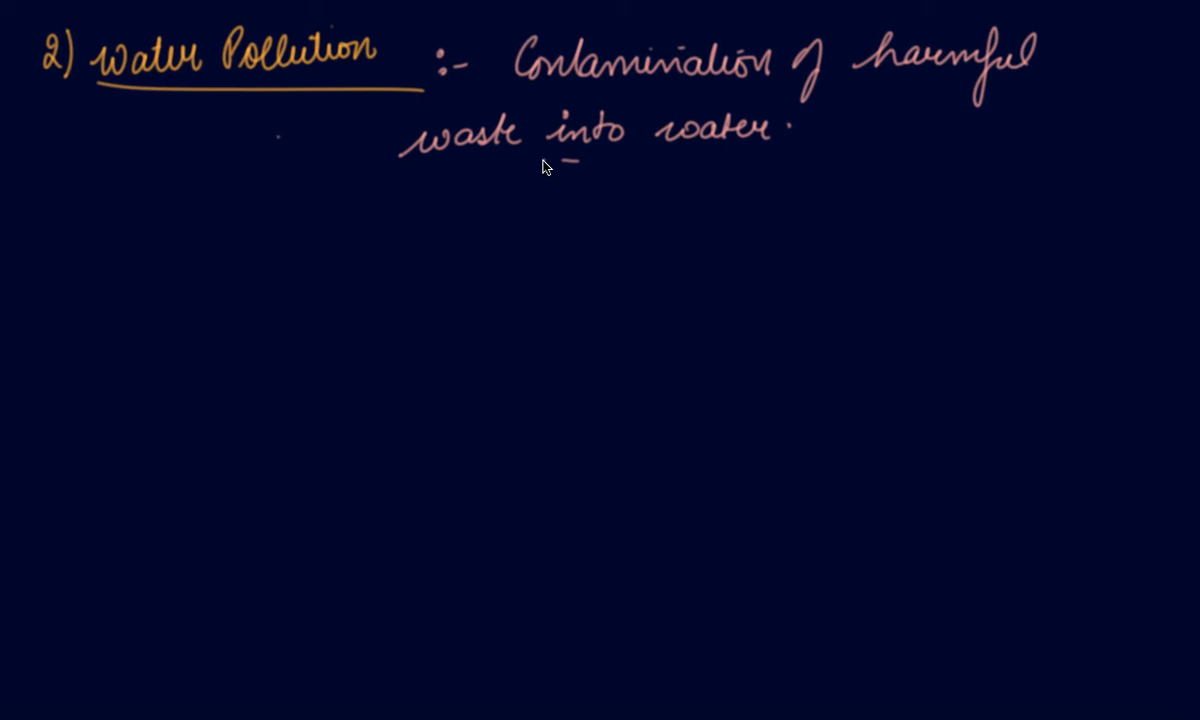 2) Water Pollution :- Contamination of harmful
waste into water.